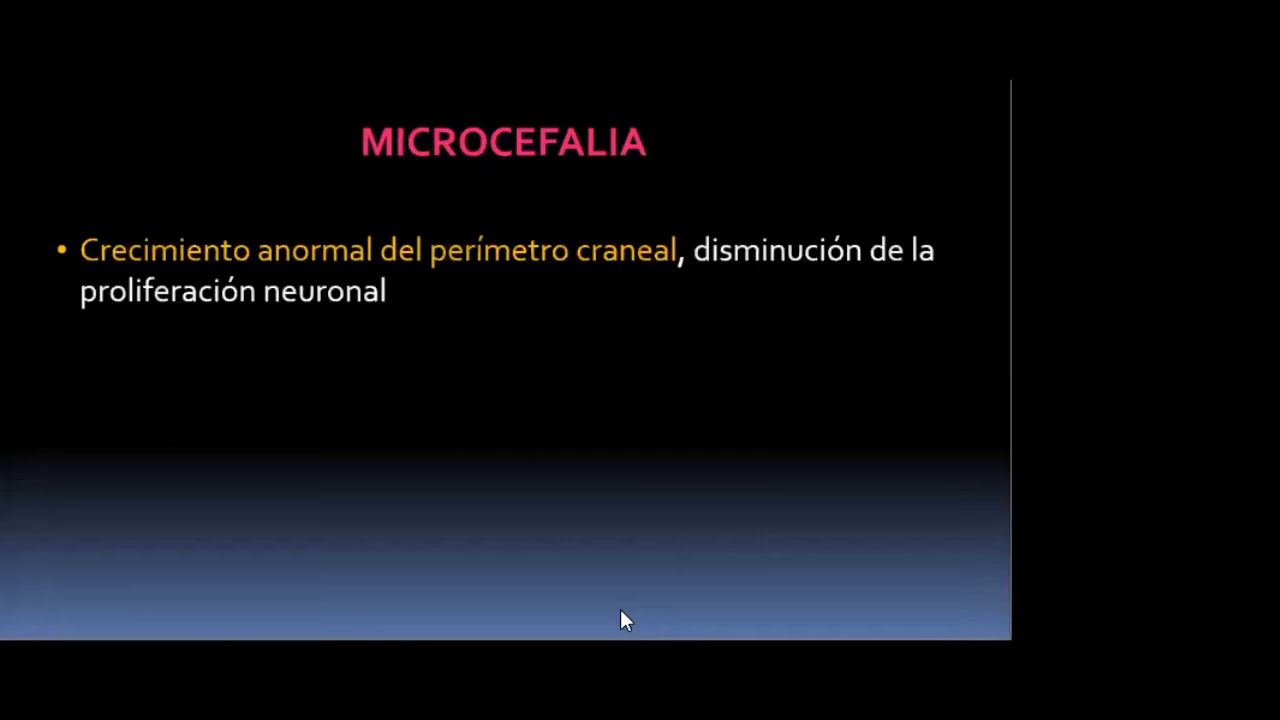 MICROCEFALIA
• Crecimiento anormal del perímetro craneal, disminución de la
proliferación neuronal